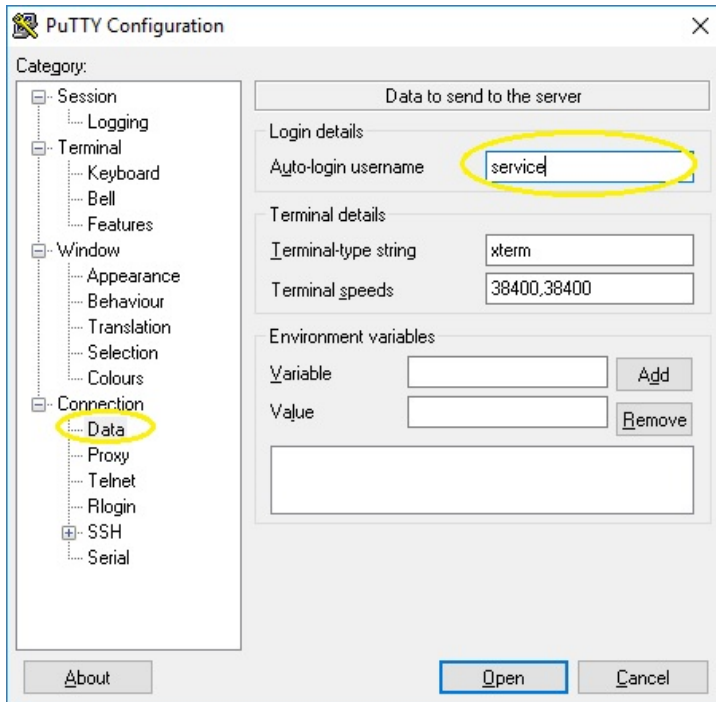 PuTTY Configuration
Category:
Session
Logging
Terminal
Keyboard
Bell
Features
Window
Appearance
Behaviour
Translation
Selection
Colours
Connection
Data
Proxy
Telnet
Rlogin
SSH
Serial
Data to send to the server
Login details
Auto-login username service
Terminal details
Terminal-type string xterm
Terminal speeds 38400,38400
Environment variables
Variable Add
Value Remove
About Open Cancel